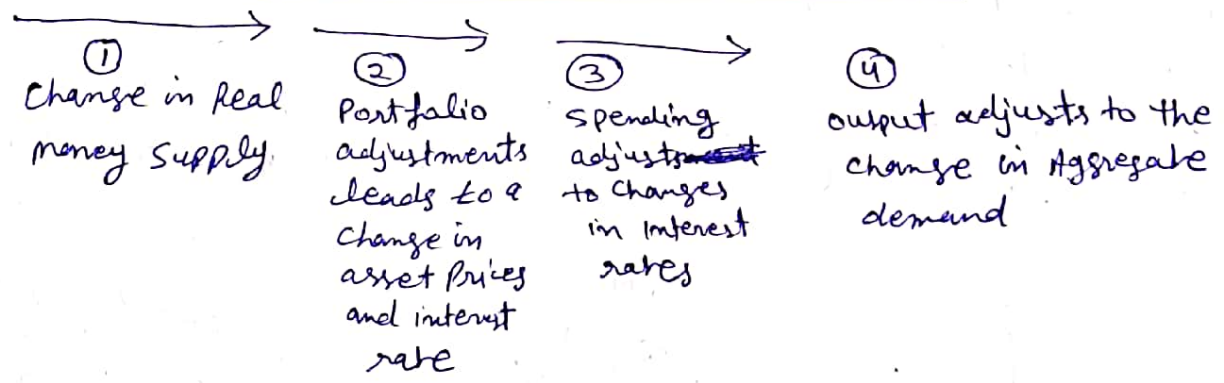 ①
Change in Real
money supply.
②
Portfalio
adjustments
leads to a
change in
asset Prices
and interest
rate
③
Spending
adjusts
to changes
in interest
rates
④
output adjusts to the
change in Aggregate
demand